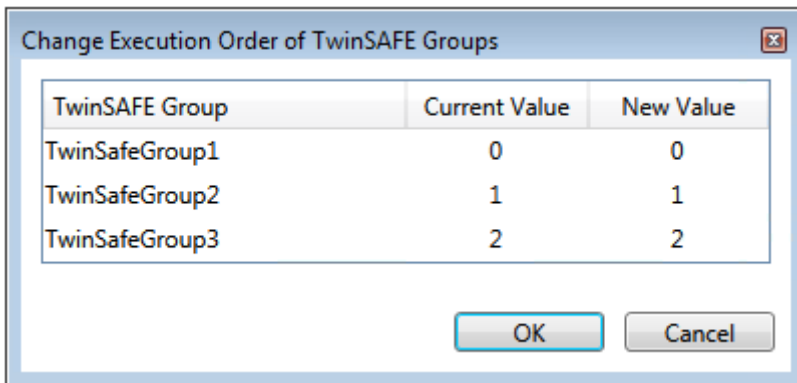 Change Execution Order of TwinSAFE Groups
TwinSAFE Group Current Value New Value
TwinSafeGroup1 0 0
TwinSafeGroup2 1 1
TwinSafeGroup3 2 2
OK Cancel